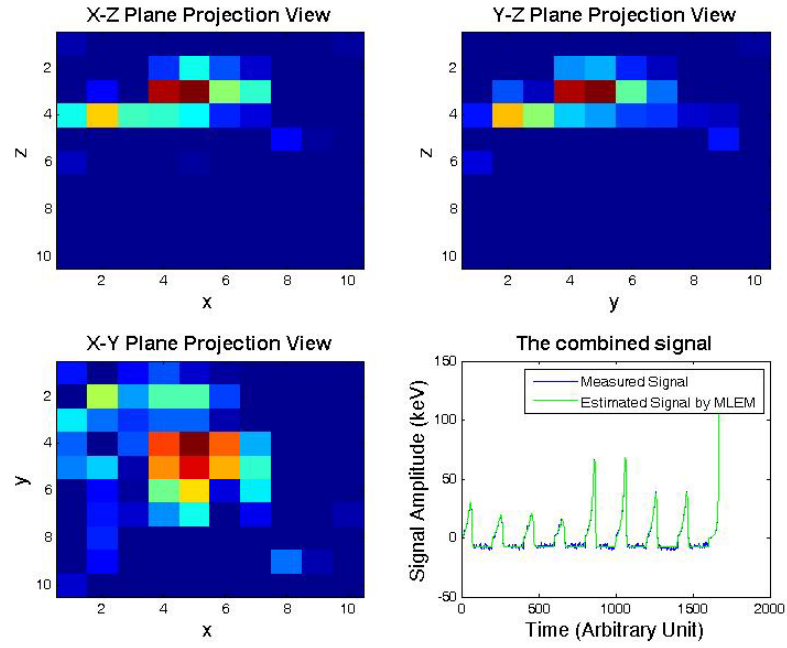 X-Z Plane Projection View
2
4
6
8
10
z
2 4 6 8 10
x
Y-Z Plane Projection View
2
4
6
8
10
z
2 4 6 8 10
y
X-Y Plane Projection View
2
4
6
8
10
y
2 4 6 8 10
x
The combined signal
150
100
50
0
-50
Signal Amplitude (keV)
Measured Signal
Estimated Signal by MLEM
0 500 1000 1500 2000
Time (Arbitrary Unit)